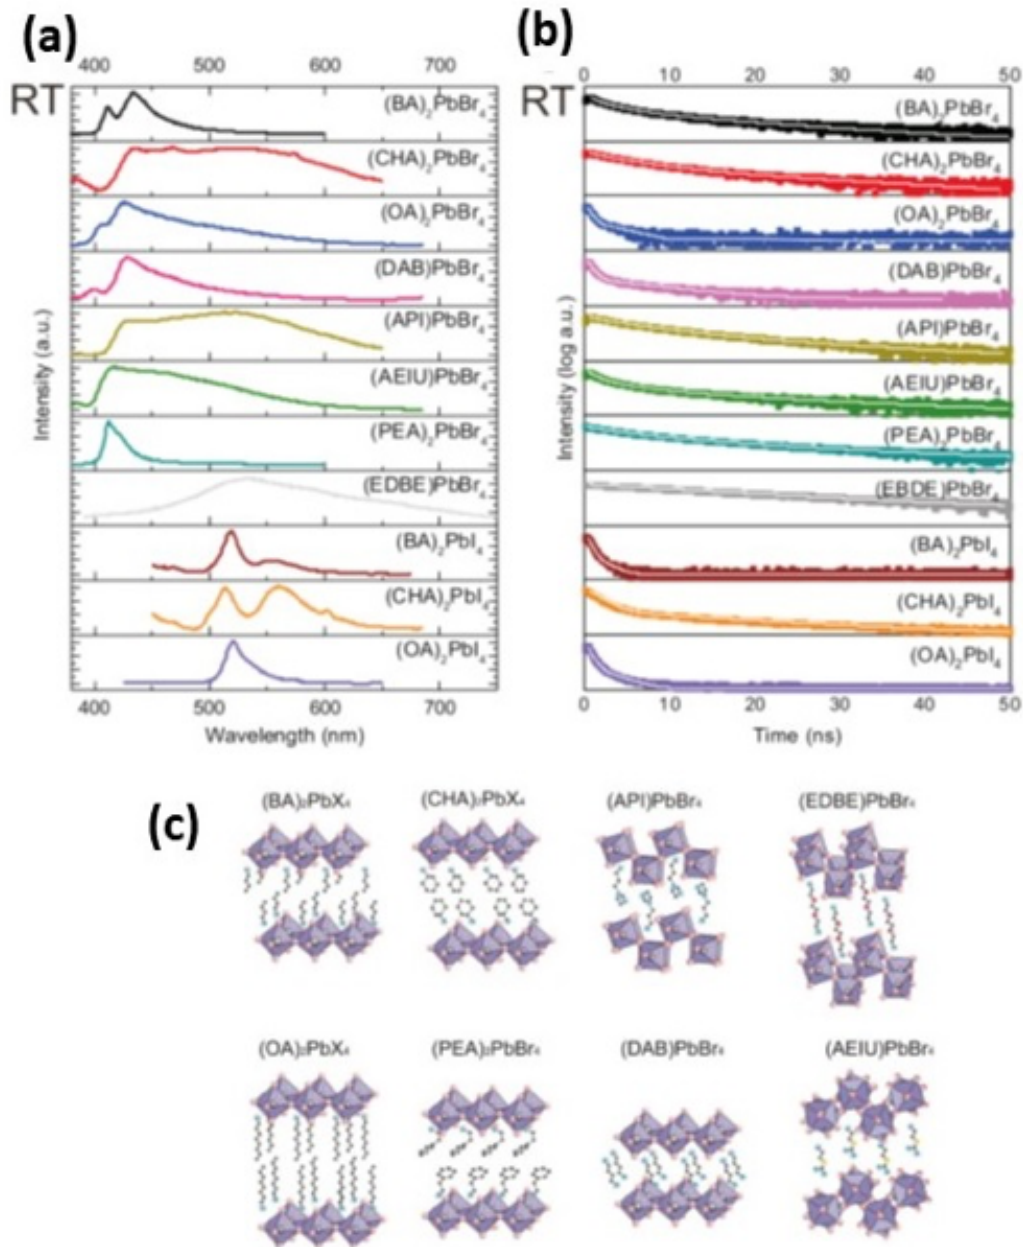 (a)
400 500 600 700
RT
(BA)₂PbBr₄
(CHA)₂PbBr₄
(OA)₂PbBr₄
(DAB)PbBr₄
(API)PbBr₄
(AEIU)PbBr₄
(PEA)₂PbBr₄
(EDBE)PbBr₄
(BA)₂PbI₄
(CHA)₂PbI₄
(OA)₂PbI₄
Intensity (a.u.)
400 500 600 700
Wavelength (nm)
(b)
0 10 20 30 40 50
RT
(BA)₂PbBr₄
(CHA)₂PbBr₄
(OA)₂PbBr₄
(DAB)PbBr₄
(API)PbBr₄
(AEIU)PbBr₄
(PEA)₂PbBr₄
(EBDE)PbBr₄
(BA)₂PbI₄
(CHA)₂PbI₄
(OA)₂PbI₄
Intensity (log a.u.)
0 10 20 30 40 50
Time (ns)
(c)
(BA)₂PbX₄ (CHA)₂PbX₄ (API)PbBr₄ (EDBE)PbBr₄
(OA)₂PbX₄ (PEA)₂PbBr₄ (DAB)PbBr₄ (AEIU)PbBr₄